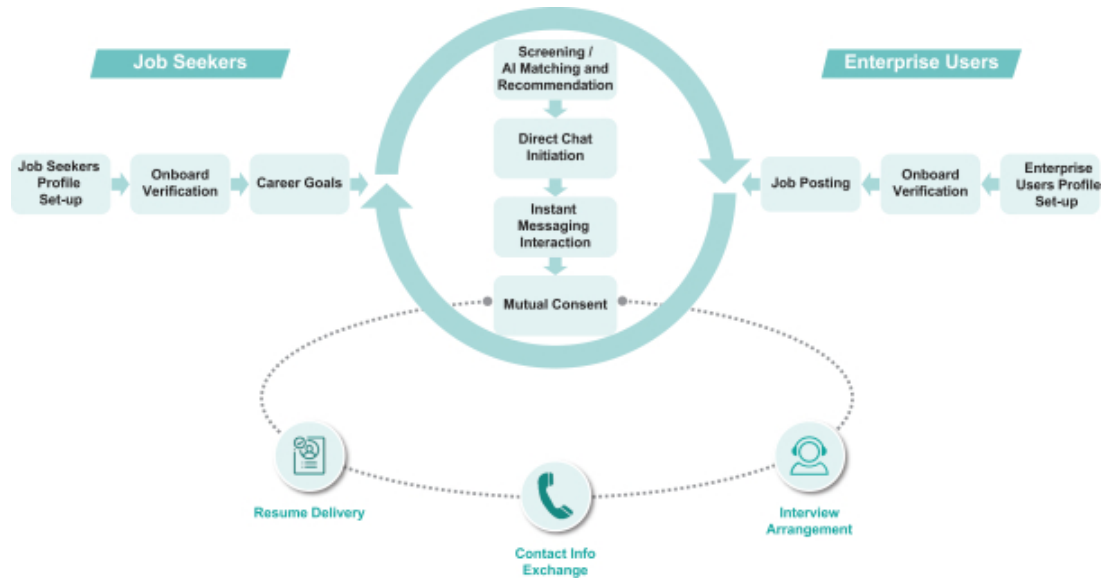 Job Seekers
Enterprise Users
Screening /
AI Matching and
Recommendation
Direct Chat
Initiation
Instant
Messaging
Interaction
Mutual Consent
Job Seekers
Profile
Set-up
Onboard
Verification
Career Goals
Job Posting
Onboard
Verification
Enterprise
Users Profile
Set-up
Resume Delivery
Contact Info
Exchange
Interview
Arrangement